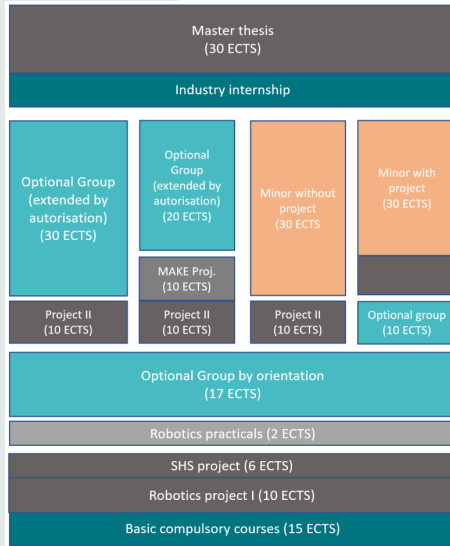 Master thesis
(30 ECTS)
Industry internship
Optional Group
(extended by
autorisation)
(30 ECTS)
Optional
Group
(extended by
autorisation)
(20 ECTS)
MAKE Proj.
(10 ECTS)
Minor without
project
(30 ECTS
Minor with
project
(30 ECTS)
Project II
(10 ECTS)
Project II
(10 ECTS)
Project II
(10 ECTS)
Optional group
(10 ECTS)
Optional Group by orientation
(17 ECTS)
Robotics practicals (2 ECTS)
SHS project (6 ECTS)
Robotics project I (10 ECTS)
Basic compulsory courses (15 ECTS)